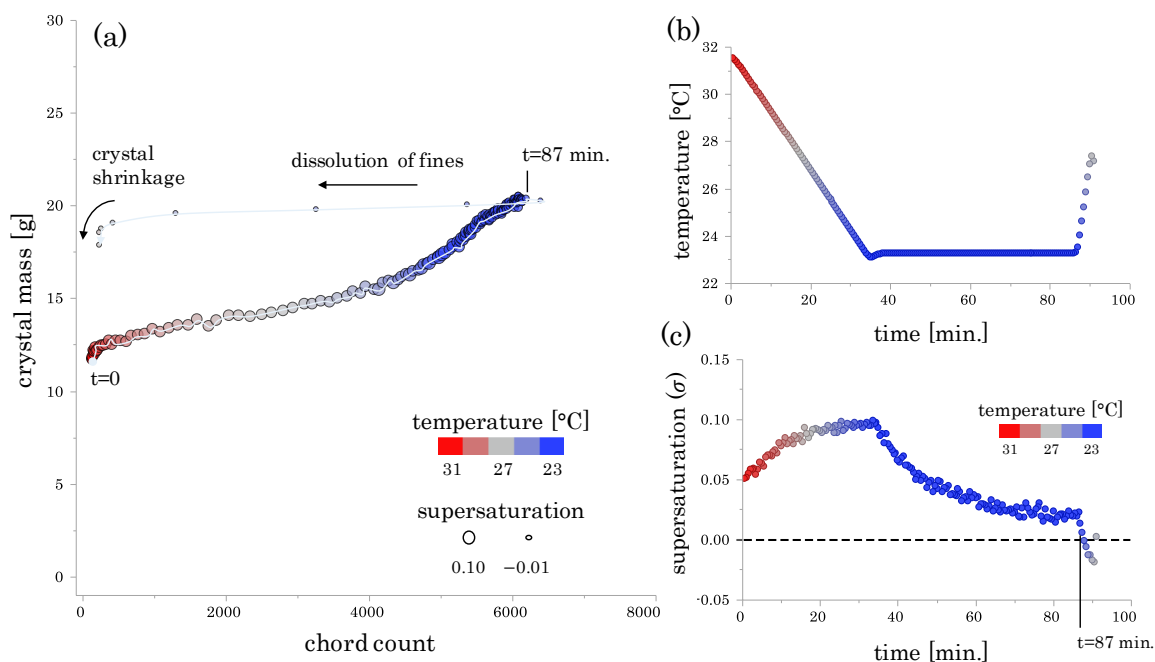 (a)
30
25
20
15
10
5
0
crystal mass [g]
crystal
shrinkage
dissolution of fines
t=87 min.
t=0
temperature [°C]
31 27 23
supersaturation
0.10 −0.01
0 2000 4000 6000 8000
chord count
(b)
32
30
28
26
24
22
temperature [°C]
0 20 40 60 80 100
time [min.]
(c)
0.15
0.10
0.05
0.00
-0.05
supersaturation (σ)
temperature [°C]
31 27 23
0 20 40 60 80 100
t=87 min.
time [min.]